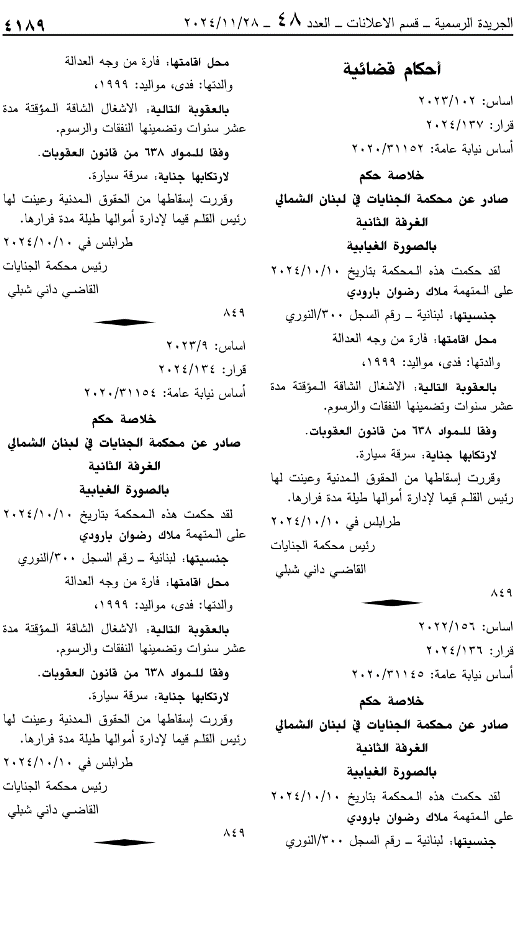 الجريدة الرسمية ــ قسم الاعلانات ــ العدد ٤٨ ــ ٢٠٢٤/١١/٢٨
٤١٨٩
أحكام قضائية
اساس: ٢٠٢٣/١٠٢
قرار: ٢٠٢٤/١٣٧
أساس نيابة عامة: ٢٠٢٠/٣١١٥٢
خلاصة حكم
صادر عن محكمة الجنايات في لبنان الشمالي
الغرفة الثانية
بالصورة الغيابية
لقد حكمت هذه المحكمة بتاريخ ٢٠٢٤/١٠/١٠
على المتهمة ملاك رضوان بارودي
جنسيتها: لبنانية ــ رقم السجل ٣٠٠/النوري
محل اقامتها: فارة من وجه العدالة
والدتها: فدى، مواليد: ١٩٩٩،
بالعقوبة التالية: الاشغال الشاقة المؤقتة مدة
عشر سنوات وتضمينها النفقات والرسوم.
وفقا للمواد ٦٣٨ من قانون العقوبات.
لارتكابها جناية: سرقة سيارة.
وقررت إسقاطها من الحقوق المدنية وعينت لها
رئيس القلم قيما لإدارة أموالها طيلة مدة فرارها.
طرابلس في ٢٠٢٤/١٠/١٠
رئيس محكمة الجنايات
القاضي داني شبلي
٨٤٩
اساس: ٢٠٢٢/١٥٦
قرار: ٢٠٢٤/١٣٦
أساس نيابة عامة: ٢٠٢٠/٣١١٤٥
خلاصة حكم
صادر عن محكمة الجنايات في لبنان الشمالي
الغرفة الثانية
بالصورة الغيابية
لقد حكمت هذه المحكمة بتاريخ ٢٠٢٤/١٠/١٠
على المتهمة ملاك رضوان بارودي
جنسيتها: لبنانية ــ رقم السجل ٣٠٠/النوري
محل اقامتها: فارة من وجه العدالة
والدتها: فدى، مواليد: ١٩٩٩،
بالعقوبة التالية: الاشغال الشاقة المؤقتة مدة
عشر سنوات وتضمينها النفقات والرسوم.
وفقا للمواد ٦٣٨ من قانون العقوبات.
لارتكابها جناية: سرقة سيارة.
وقررت إسقاطها من الحقوق المدنية وعينت لها
رئيس القلم قيما لإدارة أموالها طيلة مدة فرارها.
طرابلس في ٢٠٢٤/١٠/١٠
رئيس محكمة الجنايات
القاضي داني شبلي
٨٤٩
اساس: ٢٠٢٣/٩
قرار: ٢٠٢٤/١٣٤
أساس نيابة عامة: ٢٠٢٠/٣١١٥٤
خلاصة حكم
صادر عن محكمة الجنايات في لبنان الشمالي
الغرفة الثانية
بالصورة الغيابية
لقد حكمت هذه المحكمة بتاريخ ٢٠٢٤/١٠/١٠
على المتهمة ملاك رضوان بارودي
جنسيتها: لبنانية ــ رقم السجل ٣٠٠/النوري
محل اقامتها: فارة من وجه العدالة
والدتها: فدى، مواليد: ١٩٩٩،
بالعقوبة التالية: الاشغال الشاقة المؤقتة مدة
عشر سنوات وتضمينها النفقات والرسوم.
وفقا للمواد ٦٣٨ من قانون العقوبات.
لارتكابها جناية: سرقة سيارة.
وقررت إسقاطها من الحقوق المدنية وعينت لها
رئيس القلم قيما لإدارة أموالها طيلة مدة فرارها.
طرابلس في ٢٠٢٤/١٠/١٠
رئيس محكمة الجنايات
القاضي داني شبلي
٨٤٩